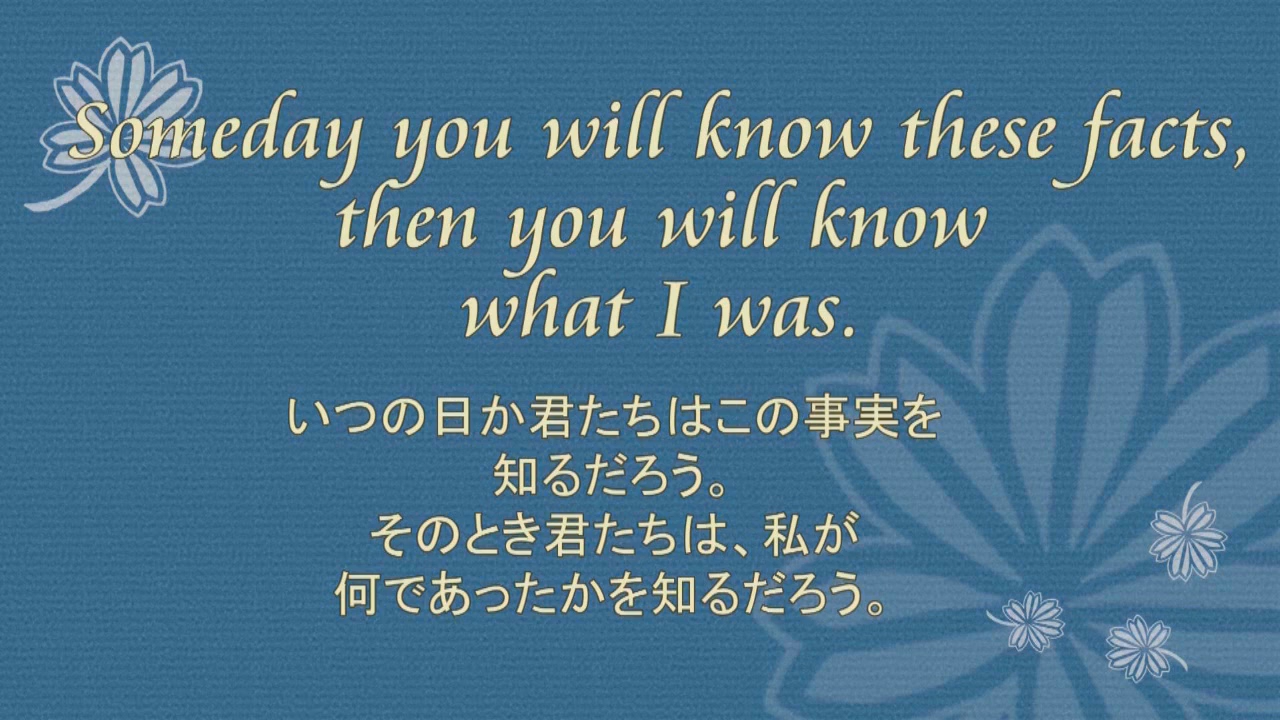 Someday you will know these facts,
then you will know
what I was.
いつの日か君たちはこの事実を
知るだろう。
そのとき君たちは、私が
何であったかを知るだろう。